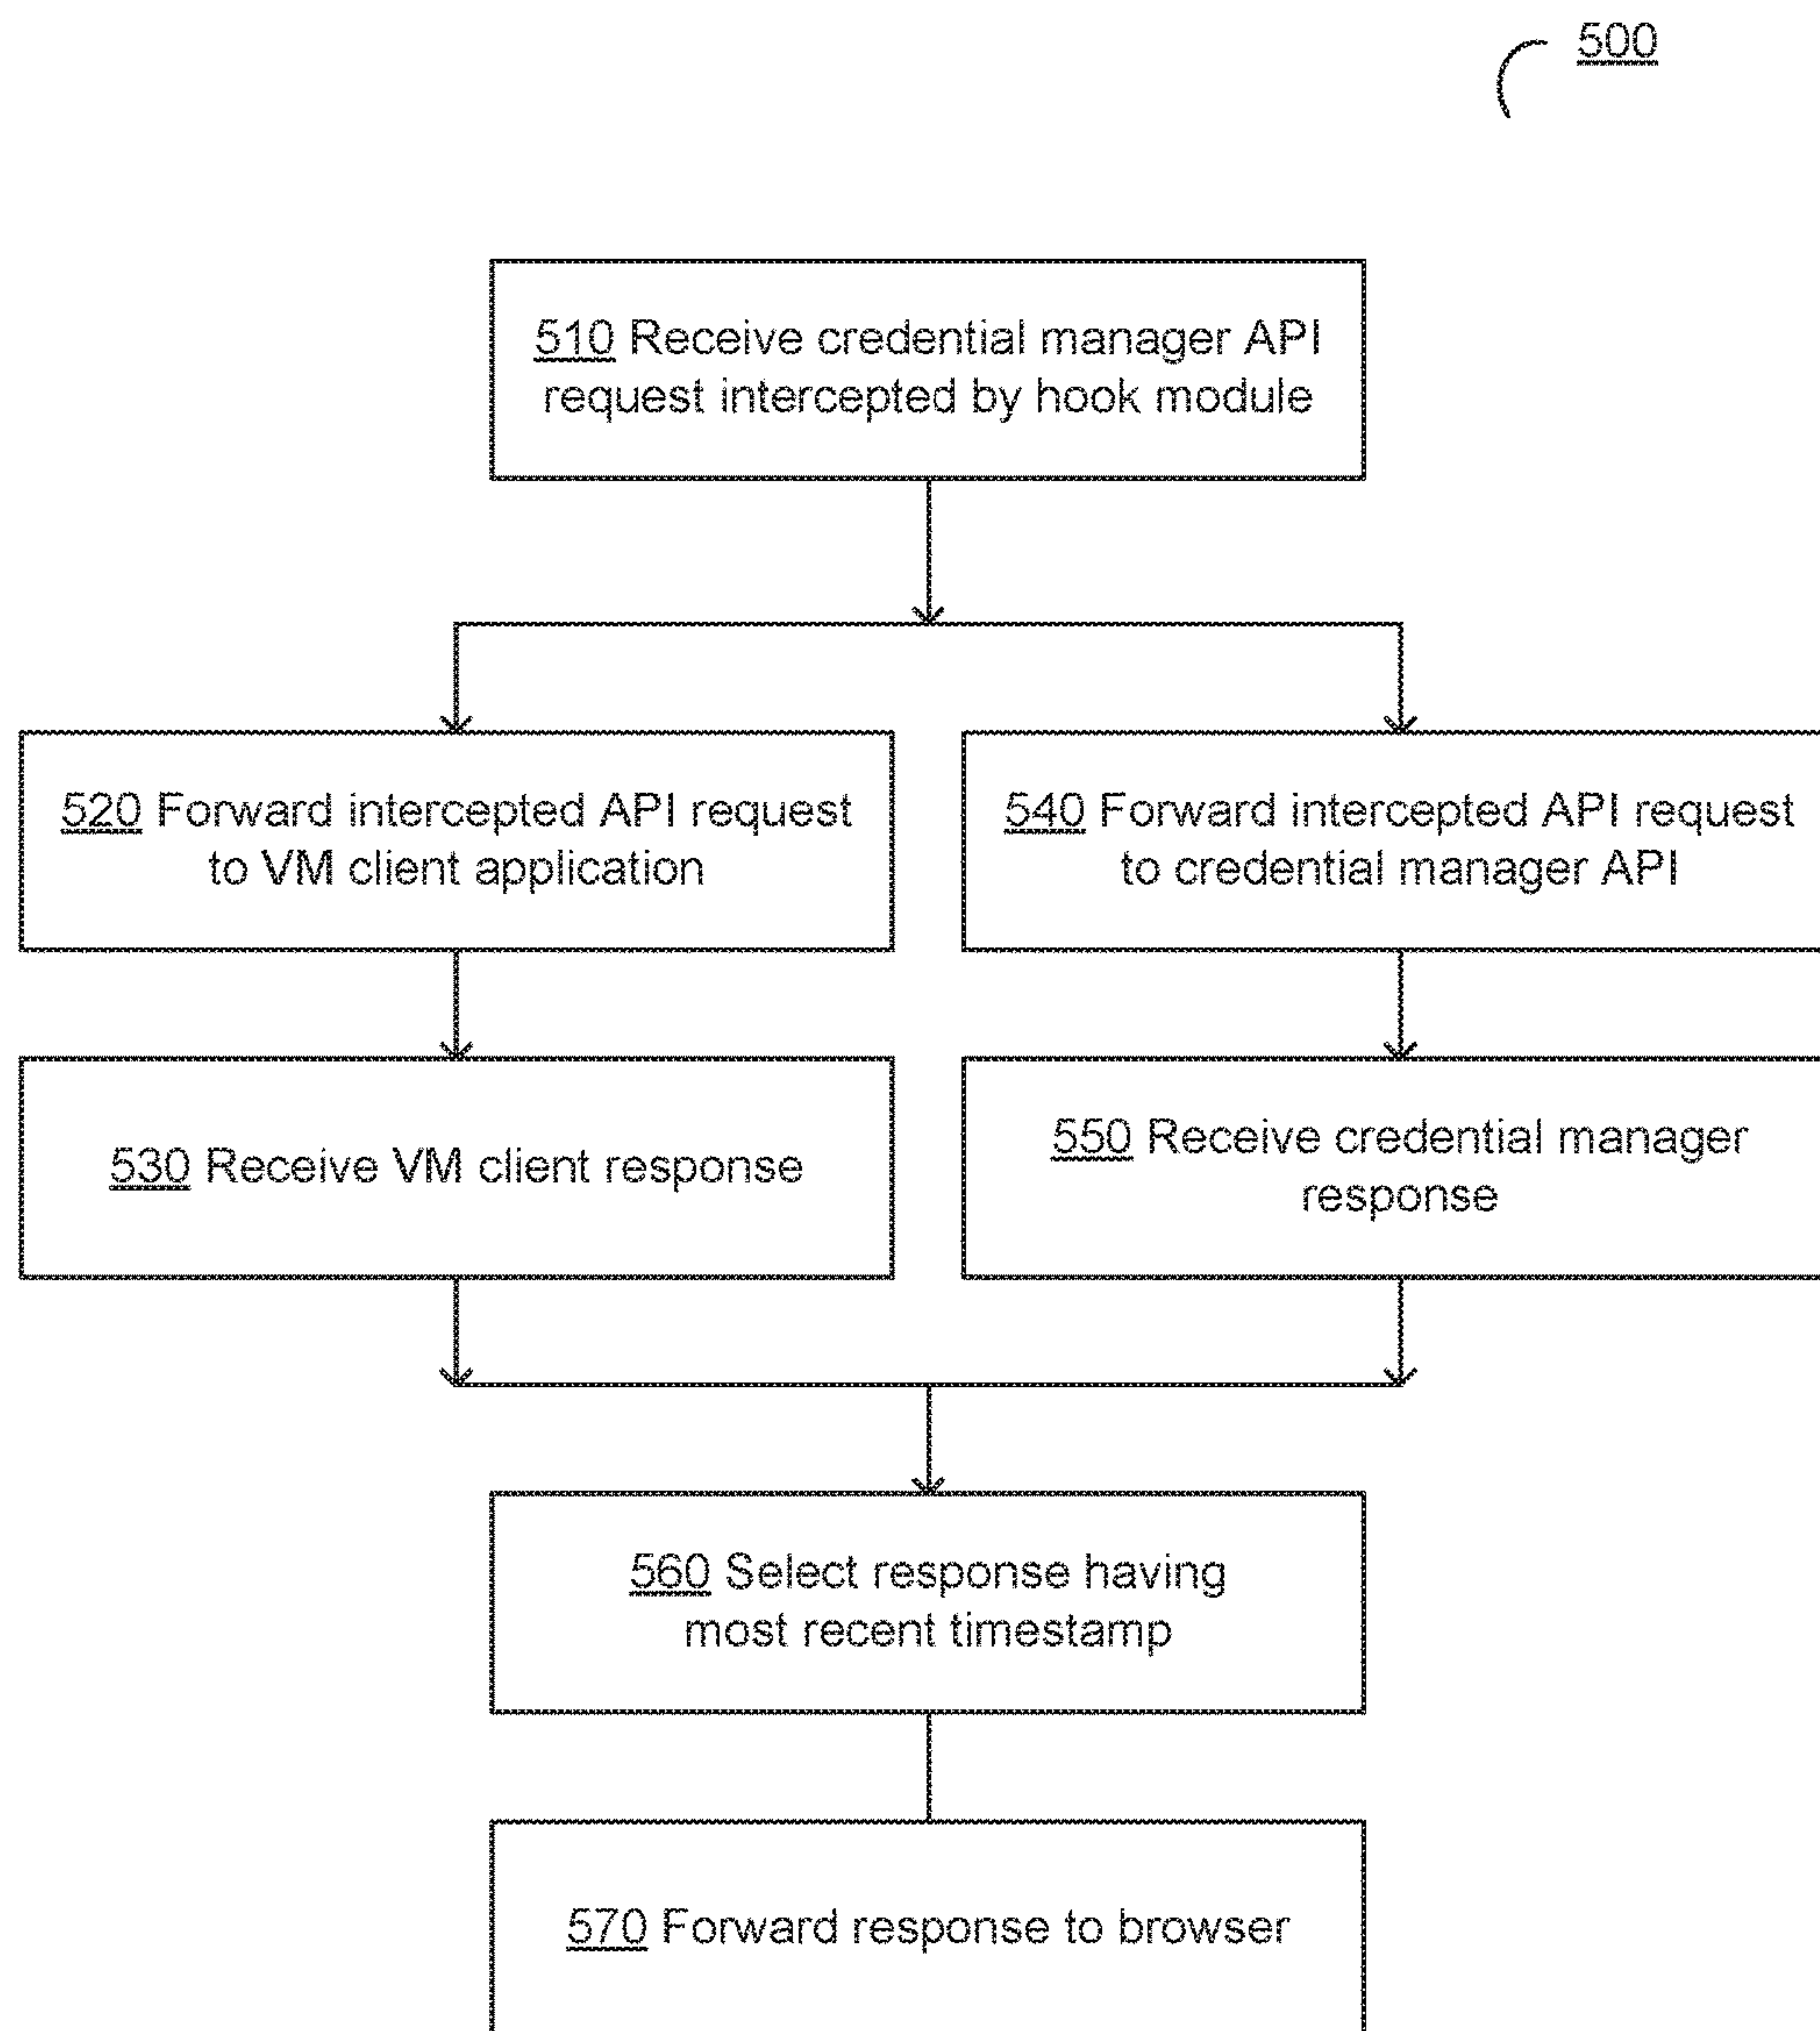 500
510 Receive credential manager API
request intercepted by hook module
520 Forward intercepted API request
to VM client application
540 Forward intercepted API request
to credential manager API
530 Receive VM client response
550 Receive credential manager
response
560 Select response having
most recent timestamp
570 Forward response to browser